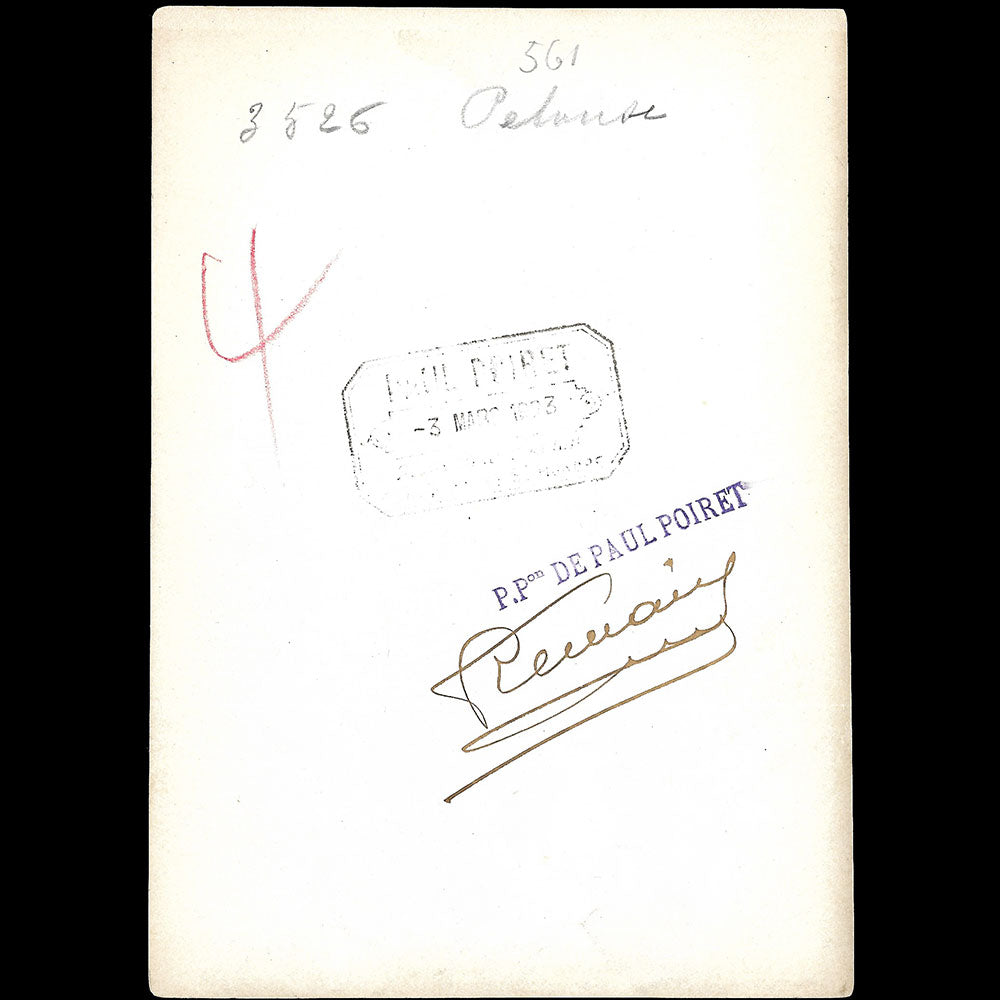 561
3526 Pelouse
4
PAUL POIRET
-3 MARS 1923
P.Pon DE PAUL POIRET